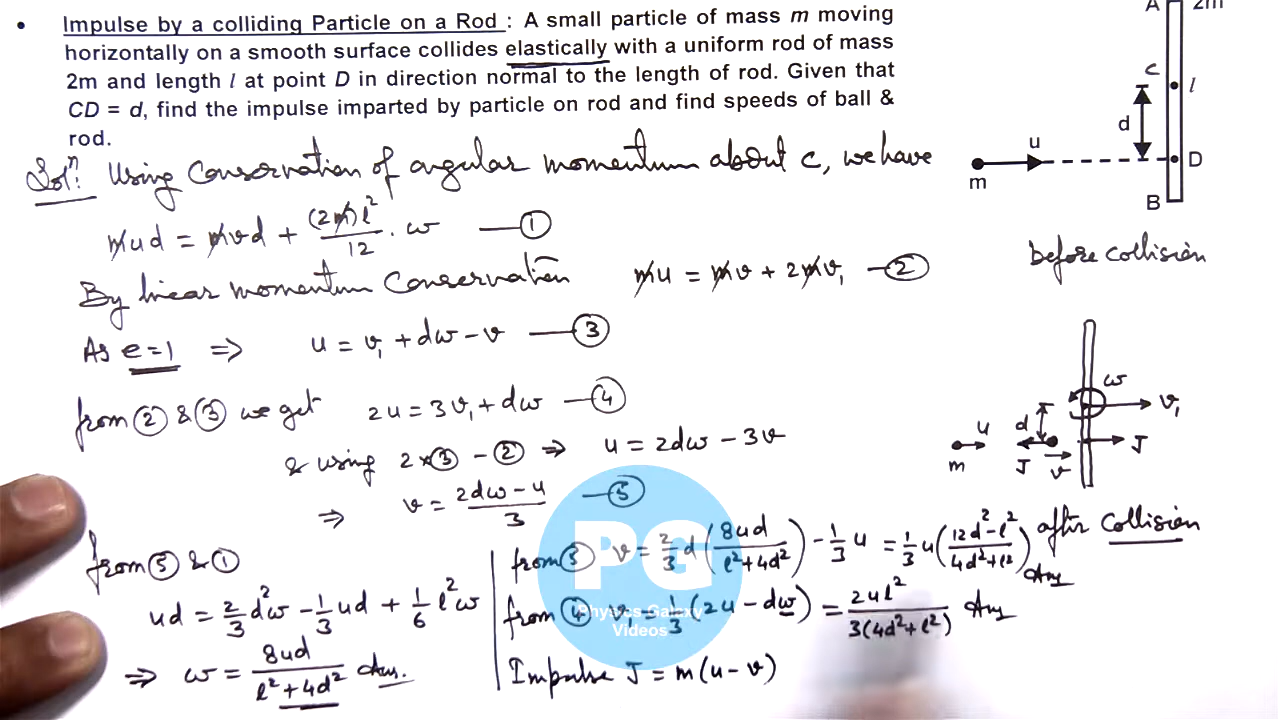 • Impulse by a colliding Particle on a Rod : A small particle of mass m moving
horizontally on a smooth surface collides elastically with a uniform rod of mass
2m and length l at point D in direction normal to the length of rod. Given that
CD = d, find the impulse imparted by particle on rod and find speeds of ball &
rod.
A 2m
C l
d
u
D
m
B
before collision
Solⁿ: Using Conservation of angular momentum about C, we have
mud = mvd + (2m)l²/12 . ω — ①
By linear momentum Conservation mu = mv + 2mv₁ — ②
As e=1 ⇒ u = v₁ + dω − v — ③
from ② & ③ we get 2u = 3v₁ + dω — ④
& using 2×③ − ② ⇒ u = 2dω − 3v
⇒ v = (2dω − u)/3 — ⑤
ω
v₁
d
u
J
m
J
v
after Collision
from ⑤ & ①
ud = 2/3 d²ω − 1/3 ud + 1/6 l²ω
⇒ ω = 8ud/(l² + 4d²) Ans.
from ⑤ v = 2/3 d (8ud/(l²+4d²)) − 1/3 u = 1/3 u ((12d² − l²)/(4d² + l²)) Ans
from ④ v₁ = 1/3 (2u − dω) = 2ul²/(3(4d² + l²)) Ans
Impulse J = m(u − v)
PG
Physics Galaxy
Videos